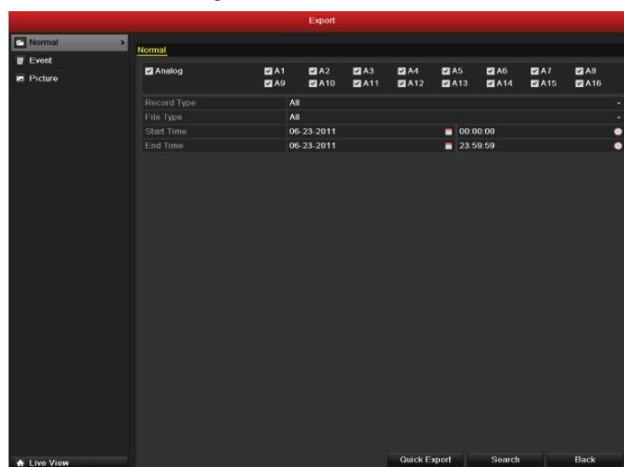 Export
Normal
Event
Picture
Normal
Analog A1 A2 A3 A4 A5 A6 A7 A8
A9 A10 A11 A12 A13 A14 A15 A16
Record Type All
File Type All
Start Time 06-23-2011 00:00:00
End Time 06-23-2011 23:59:59
Live View Quick Export Search Back